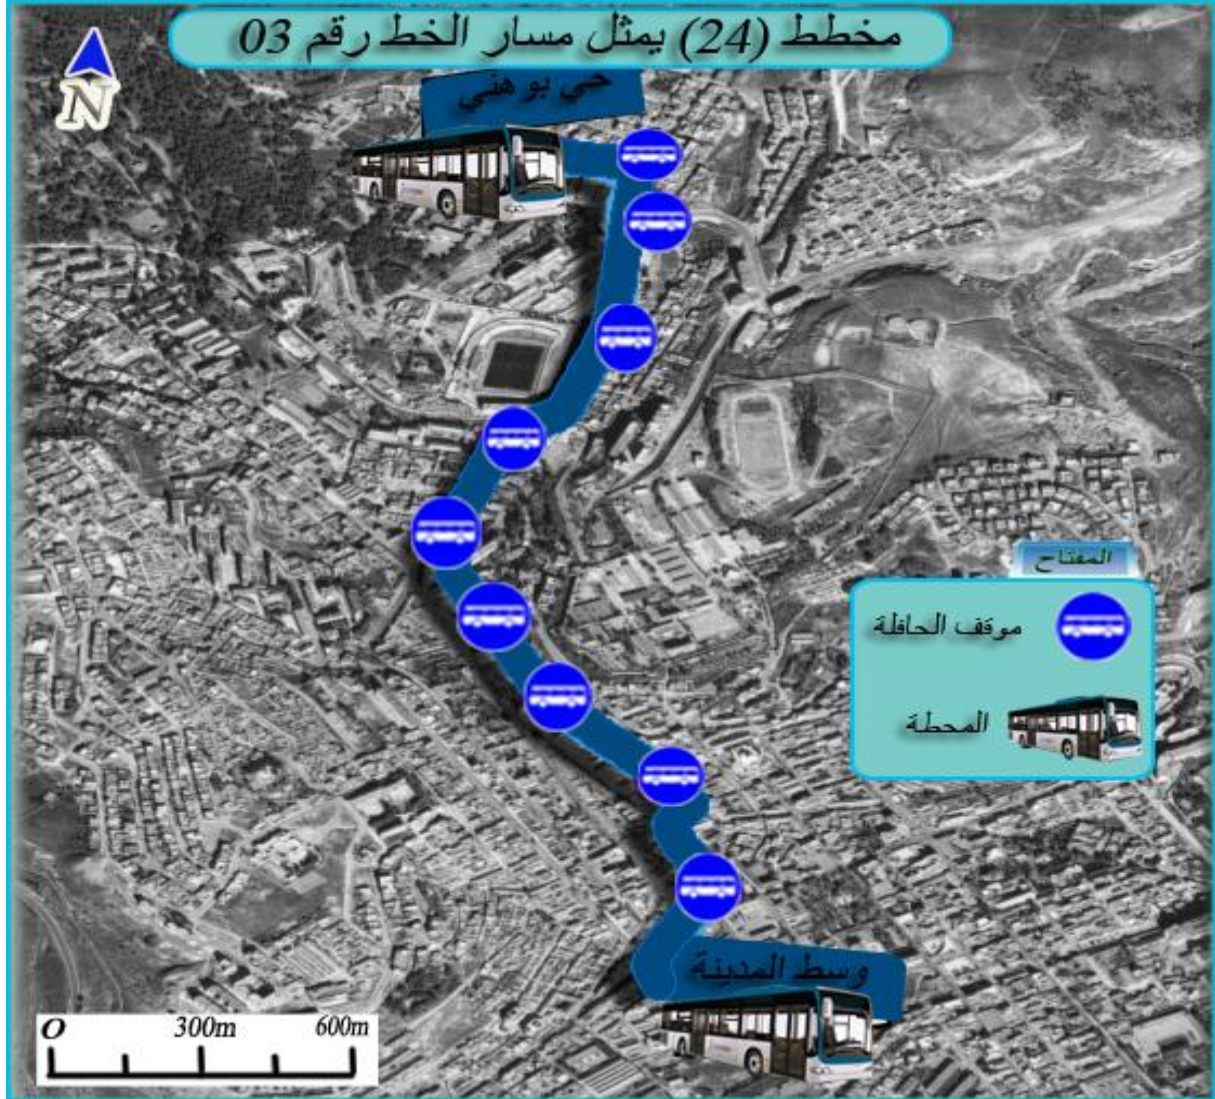 مخطط (24) يمثل مسار الخط رقم 03
N
حي بوهني
المفتاح
موقف الحافلة
المحطة
وسط المدينة
O 300m 600m